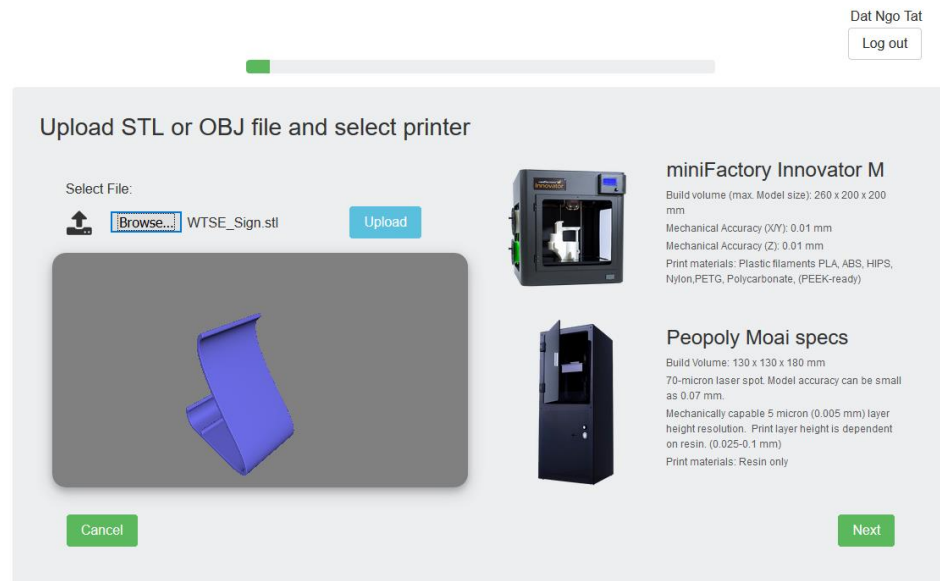 Dat Ngo Tat
Log out
Upload STL or OBJ file and select printer
Select File:
Browse... WTSE_Sign.stl Upload
miniFactory Innovator M
Build volume (max. Model size): 260 x 200 x 200
mm
Mechanical Accuracy (X/Y): 0.01 mm
Mechanical Accuracy (Z): 0.01 mm
Print materials: Plastic filaments PLA, ABS, HIPS,
Nylon,PETG, Polycarbonate, (PEEK-ready)
innovator
Peopoly Moai specs
Build Volume: 130 x 130 x 180 mm
70-micron laser spot. Model accuracy can be small
as 0.07 mm.
Mechanically capable 5 micron (0.005 mm) layer
height resolution. Print layer height is dependent
on resin. (0.025-0.1 mm)
Print materials: Resin only
Cancel
Next